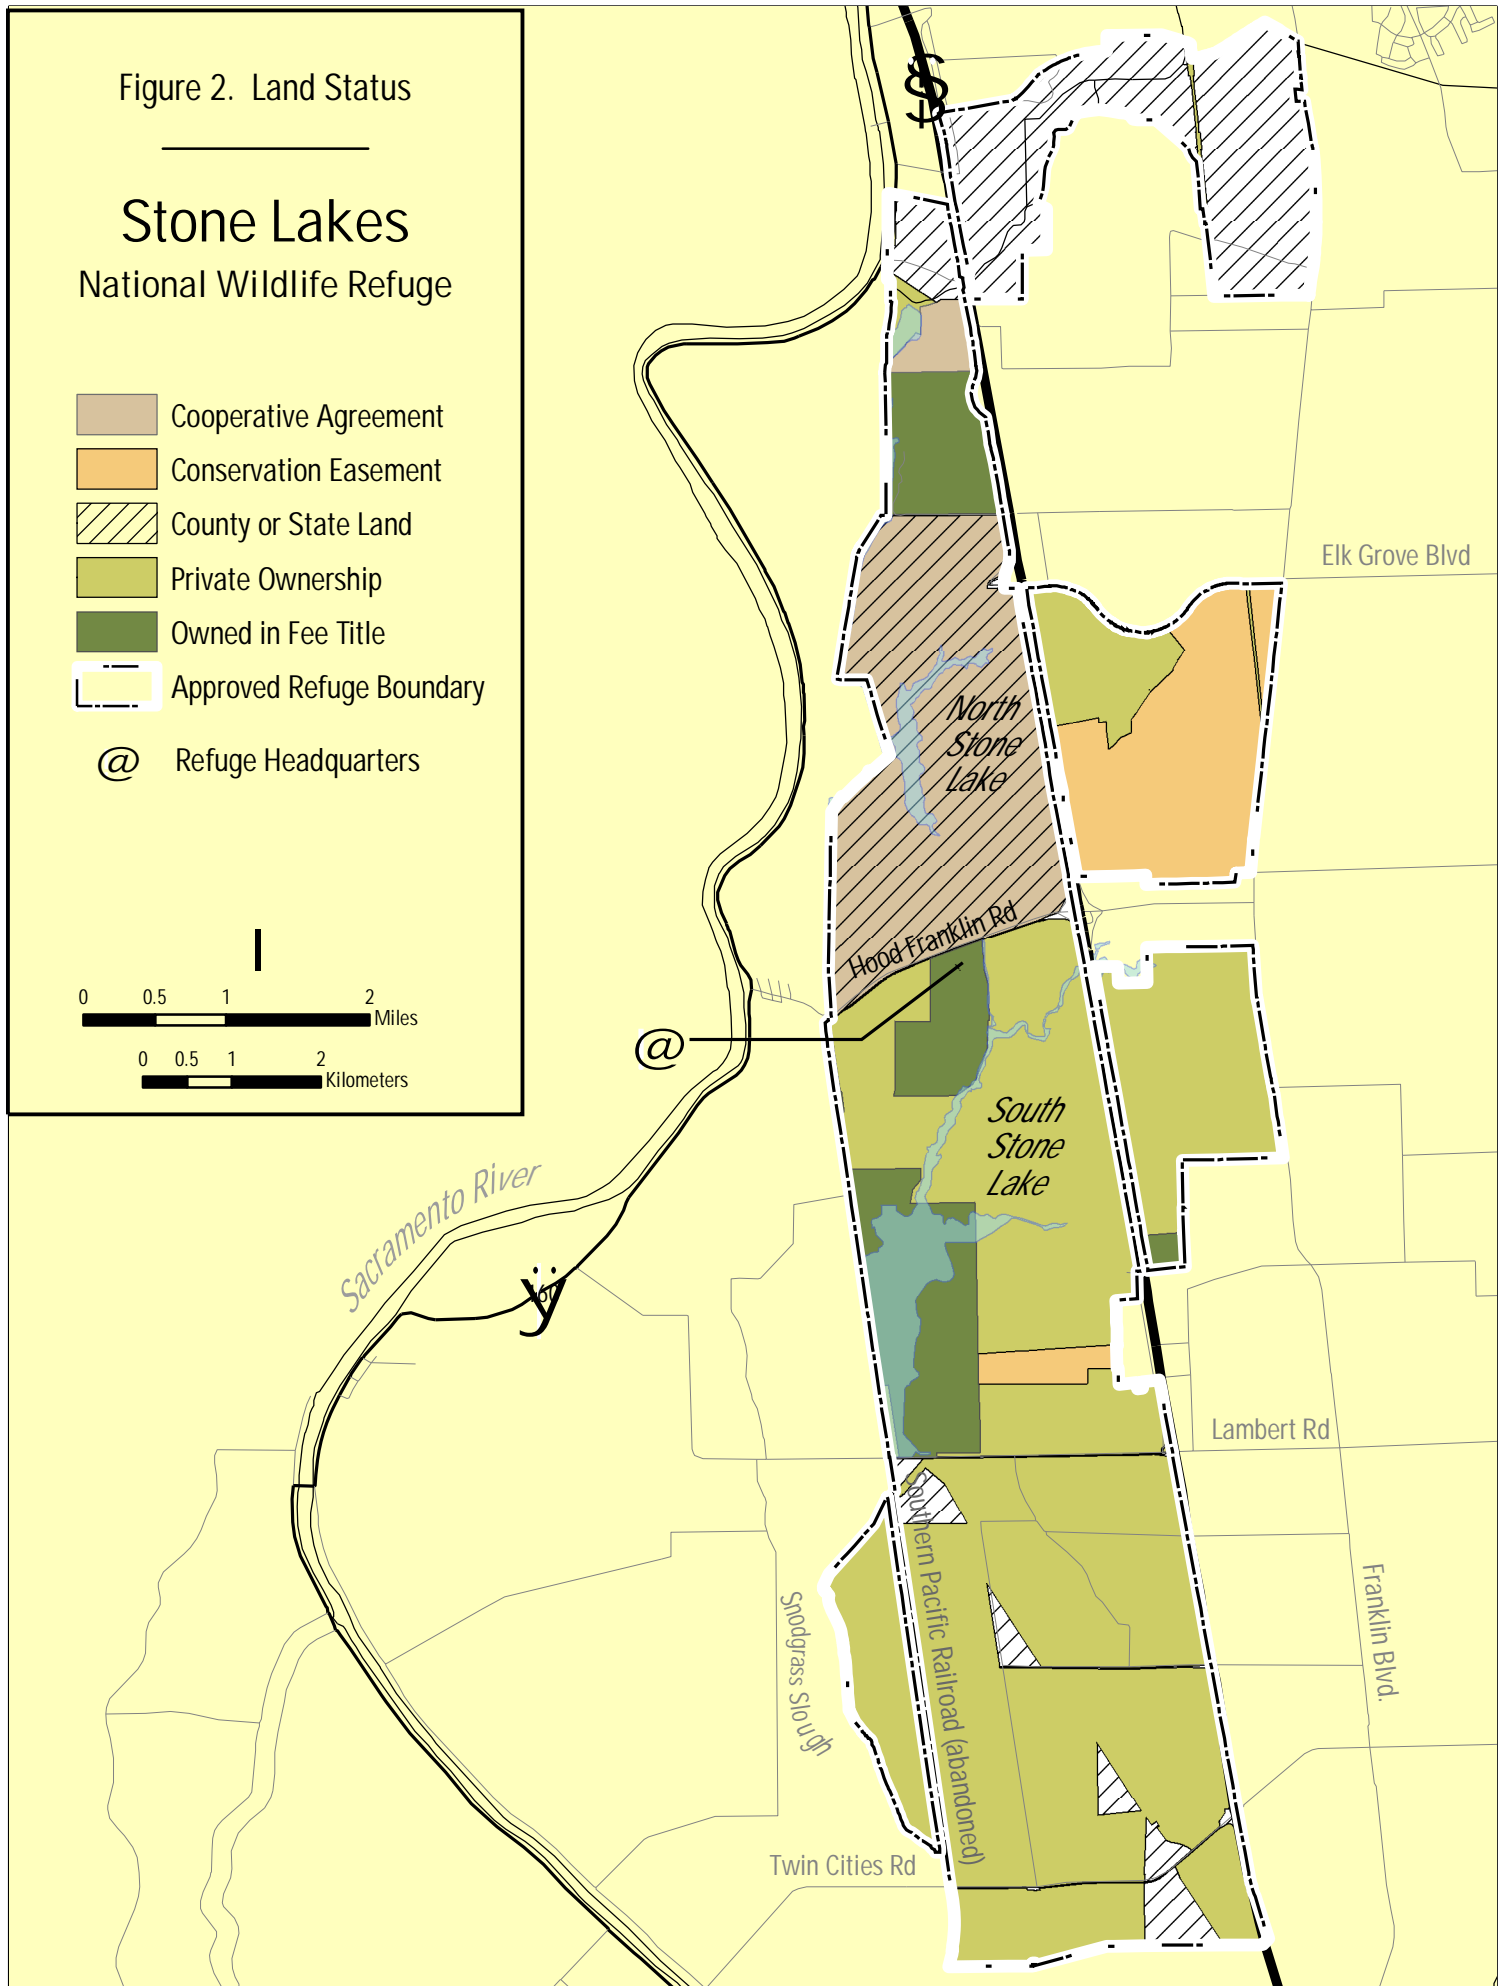 Figure 2. Land Status
Stone Lakes
National Wildlife Refuge
Cooperative Agreement
Conservation Easement
County or State Land
Private Ownership
Owned in Fee Title
Approved Refuge Boundary
@ Refuge Headquarters
0 0.5 1 2
Miles
0 0.5 1 2
Kilometers
$
Elk Grove Blvd
North
Stone
Lake
Hood Franklin Rd
@
South
Stone
Lake
Sacramento River
ÿ
160
Lambert Rd
Southern Pacific Railroad (abandoned)
Snodgrass Slough
Franklin Blvd.
Twin Cities Rd